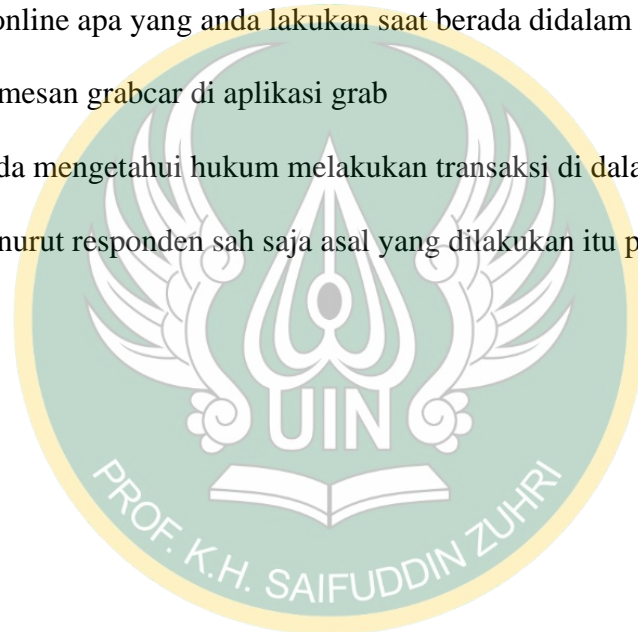 online apa yang anda lakukan saat berada didalam
mesan grabcar di aplikasi grab
da mengetahui hukum melakukan transaksi di dala
nurut responden sah saja asal yang dilakukan itu p
UIN
PROF. K.H. SAIFUDDIN ZUHRI